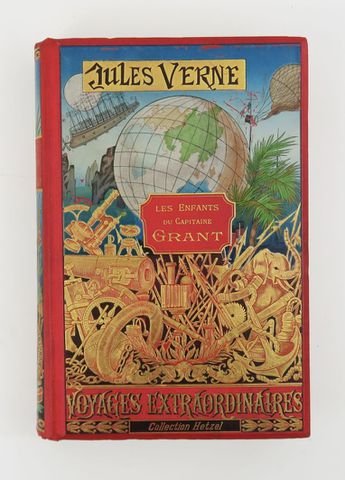 JULES VERNE
LES ENFANTS
DU CAPITAINE
GRANT
VOYAGES EXTRAORDINAIRES
Collection Hetzel